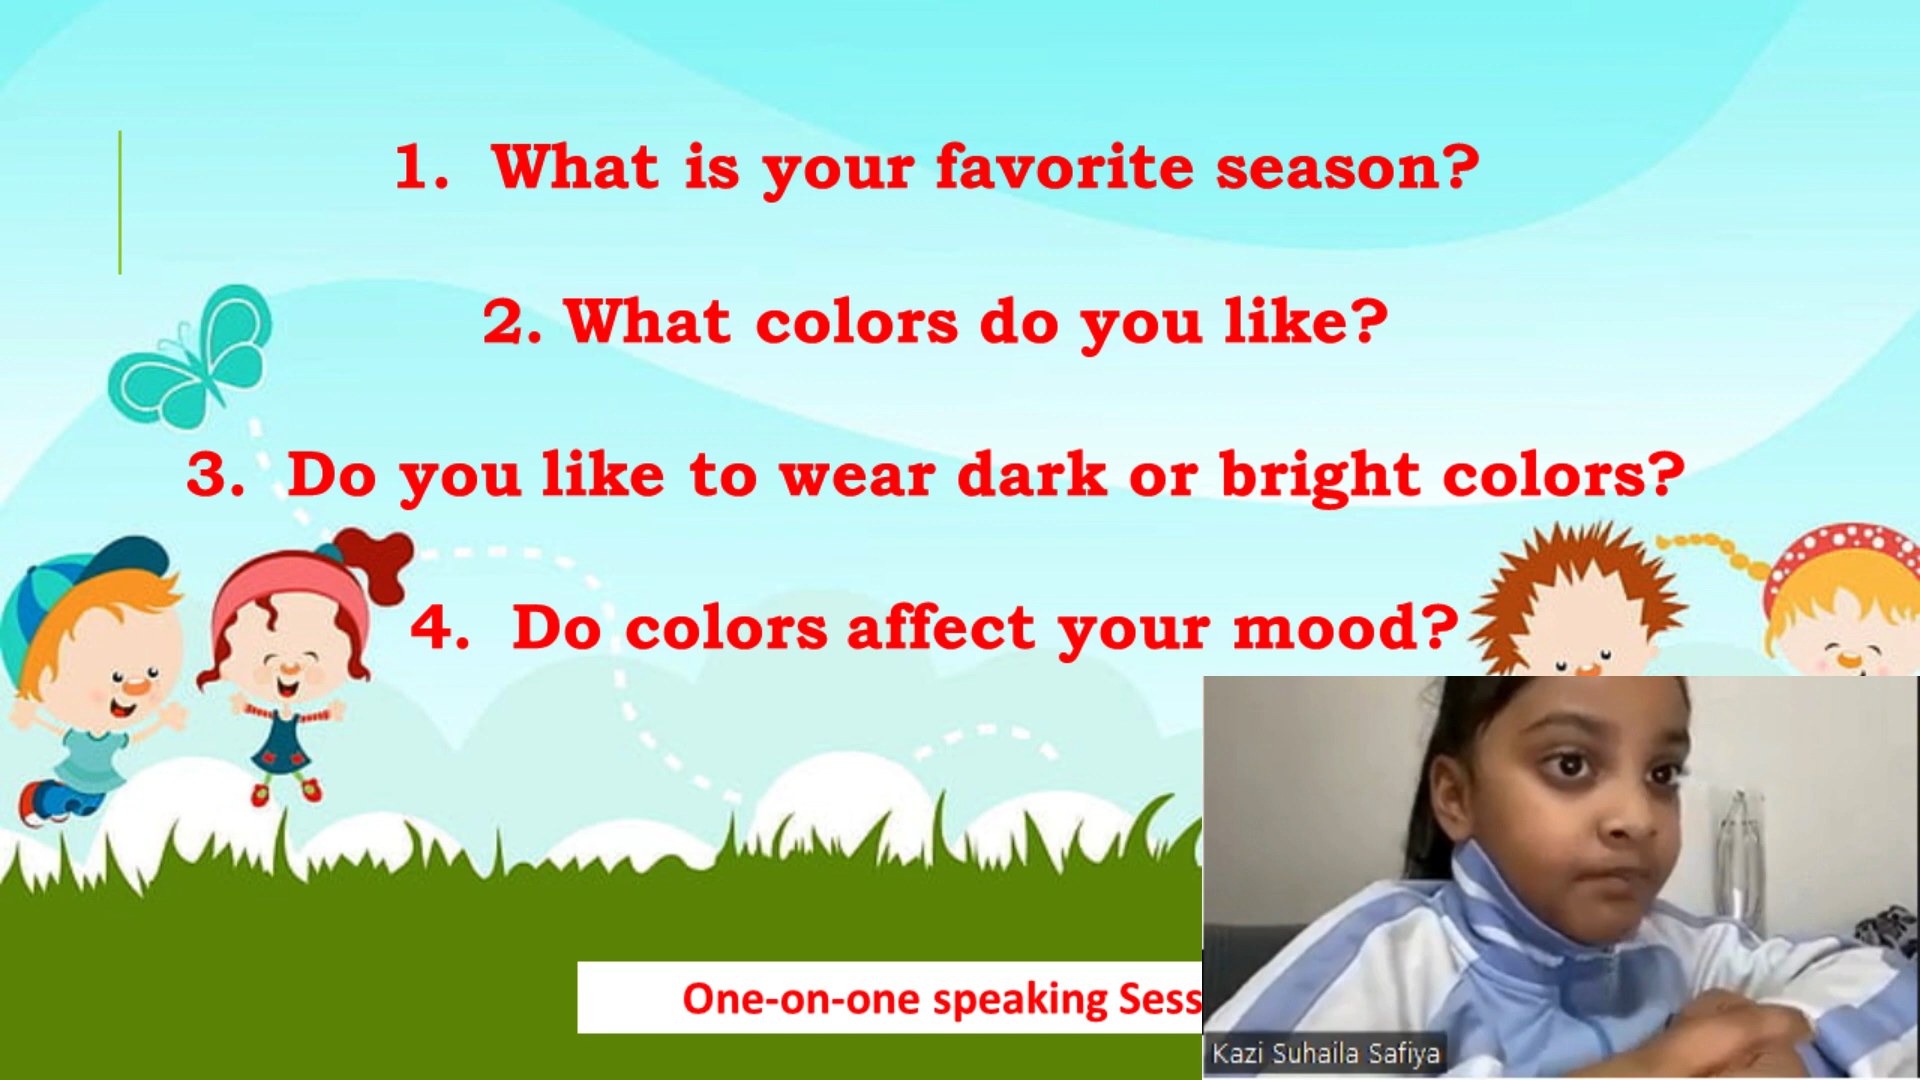 1. What is your favorite season?
2. What colors do you like?
3. Do you like to wear dark or bright colors?
4. Do colors affect your mood?
One-on-one speaking Sess
Kazi Suhaila Safiya